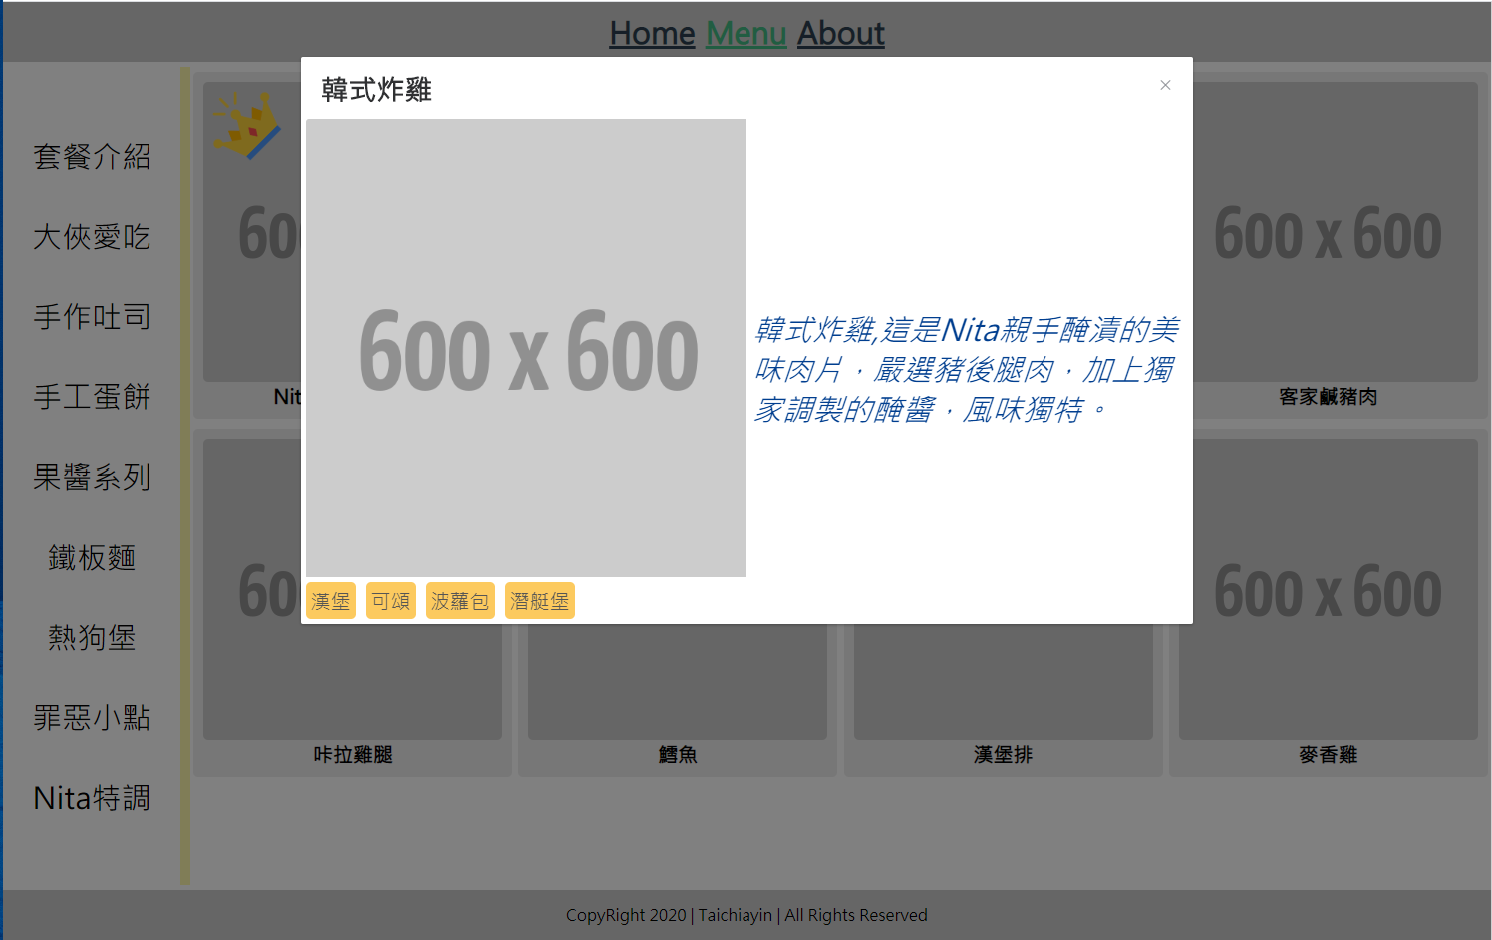 Home Menu About
韓式炸雞
×
套餐介紹
大俠愛吃
手作吐司
手工蛋餅
果醬系列
鐵板麵
熱狗堡
罪惡小點
Nita特調
600 x 600
韓式炸雞,這是Nita親手醃漬的美
味肉片，嚴選豬後腿肉，加上獨
家調製的醃醬，風味獨特。
漢堡 可頌 波蘿包 潛艇堡
600 x 600
客家鹹豬肉
600 x 600
咔拉雞腿
鱈魚
漢堡排
麥香雞
CopyRight 2020 | Taichiayin | All Rights Reserved